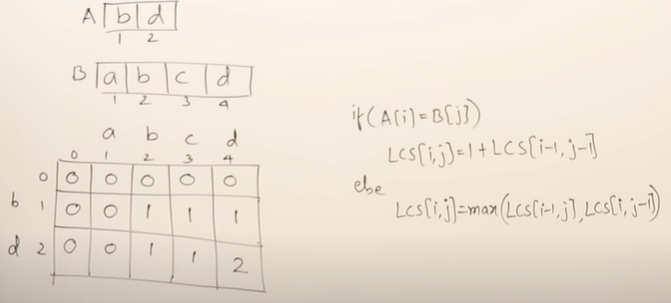 A b d
1 2
B a b c d
1 2 3 4
a b c d
0 1 2 3 4
0 0 0 0 0 0
b 1 0 0 1 1 1
d 2 0 0 1 1 2
if(A[i]=B[j])
LCS[i,j]=1+LCS[i-1,j-1]
else
LCS[i,j]=max(LCS[i-1,j],LCS[i,j-1])